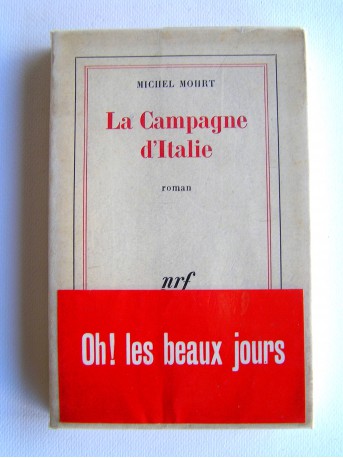 MICHEL MOHRT
La Campagne
d'Italie
roman
nrf
Oh! les beaux jours